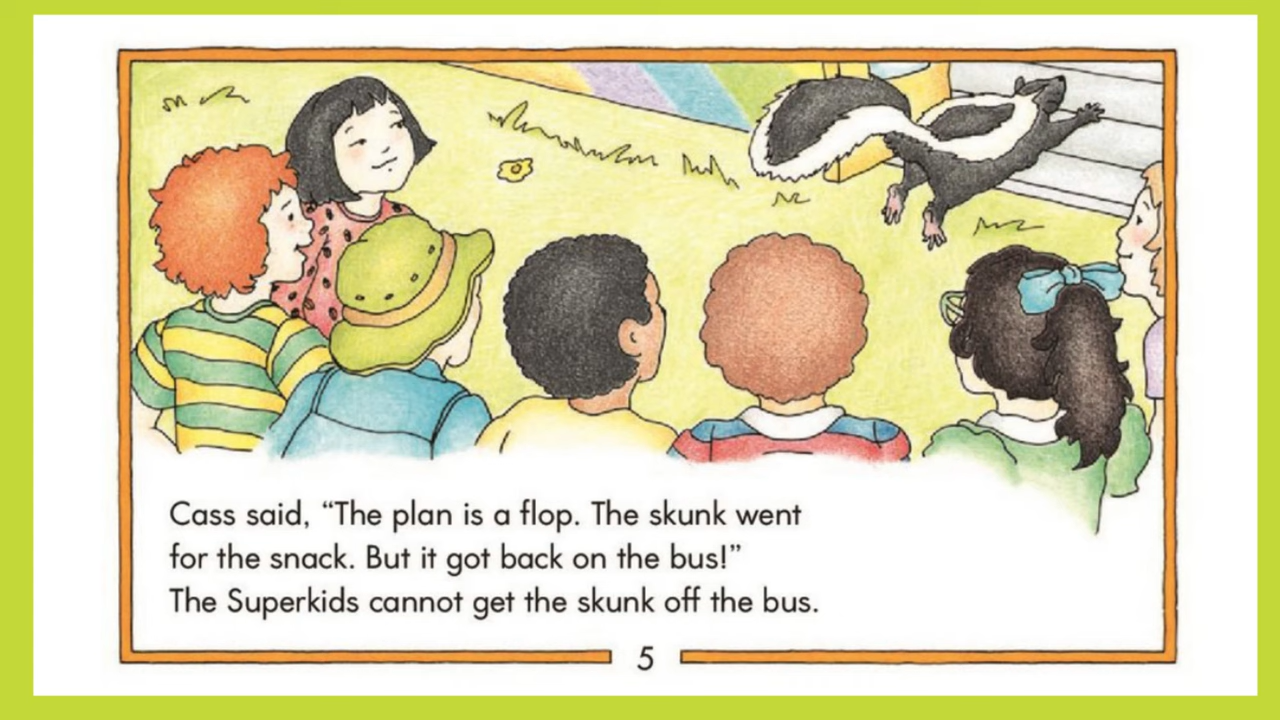 Cass said, “The plan is a flop. The skunk went
for the snack. But it got back on the bus!”
The Superkids cannot get the skunk off the bus.
5